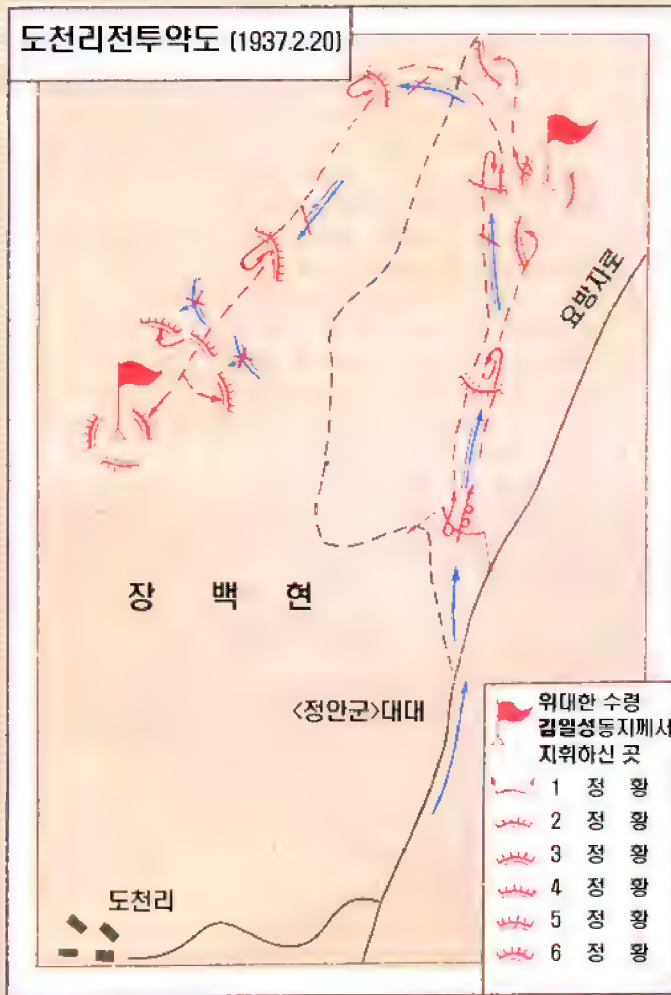 도천리전투약도 (1937.2.20)
요방지로
장 백 현
<정안군>대대
도천리
위대한 수령
김일성동지께서
지휘하신 곳
1 정 황
2 정 황
3 정 황
4 정 황
5 정 황
6 정 황